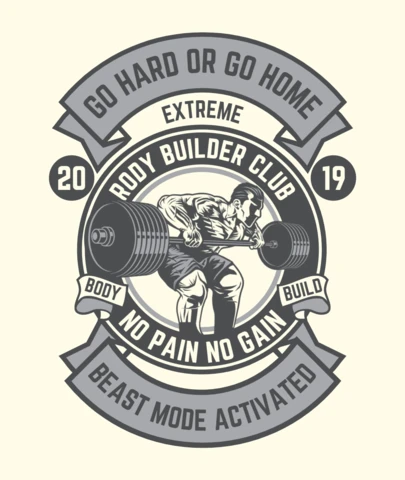 GO HARD OR GO HOME
EXTREME
BODY BUILDER CLUB
20 19
BODY BUILD
NO PAIN NO GAIN
BEAST MODE ACTIVATED